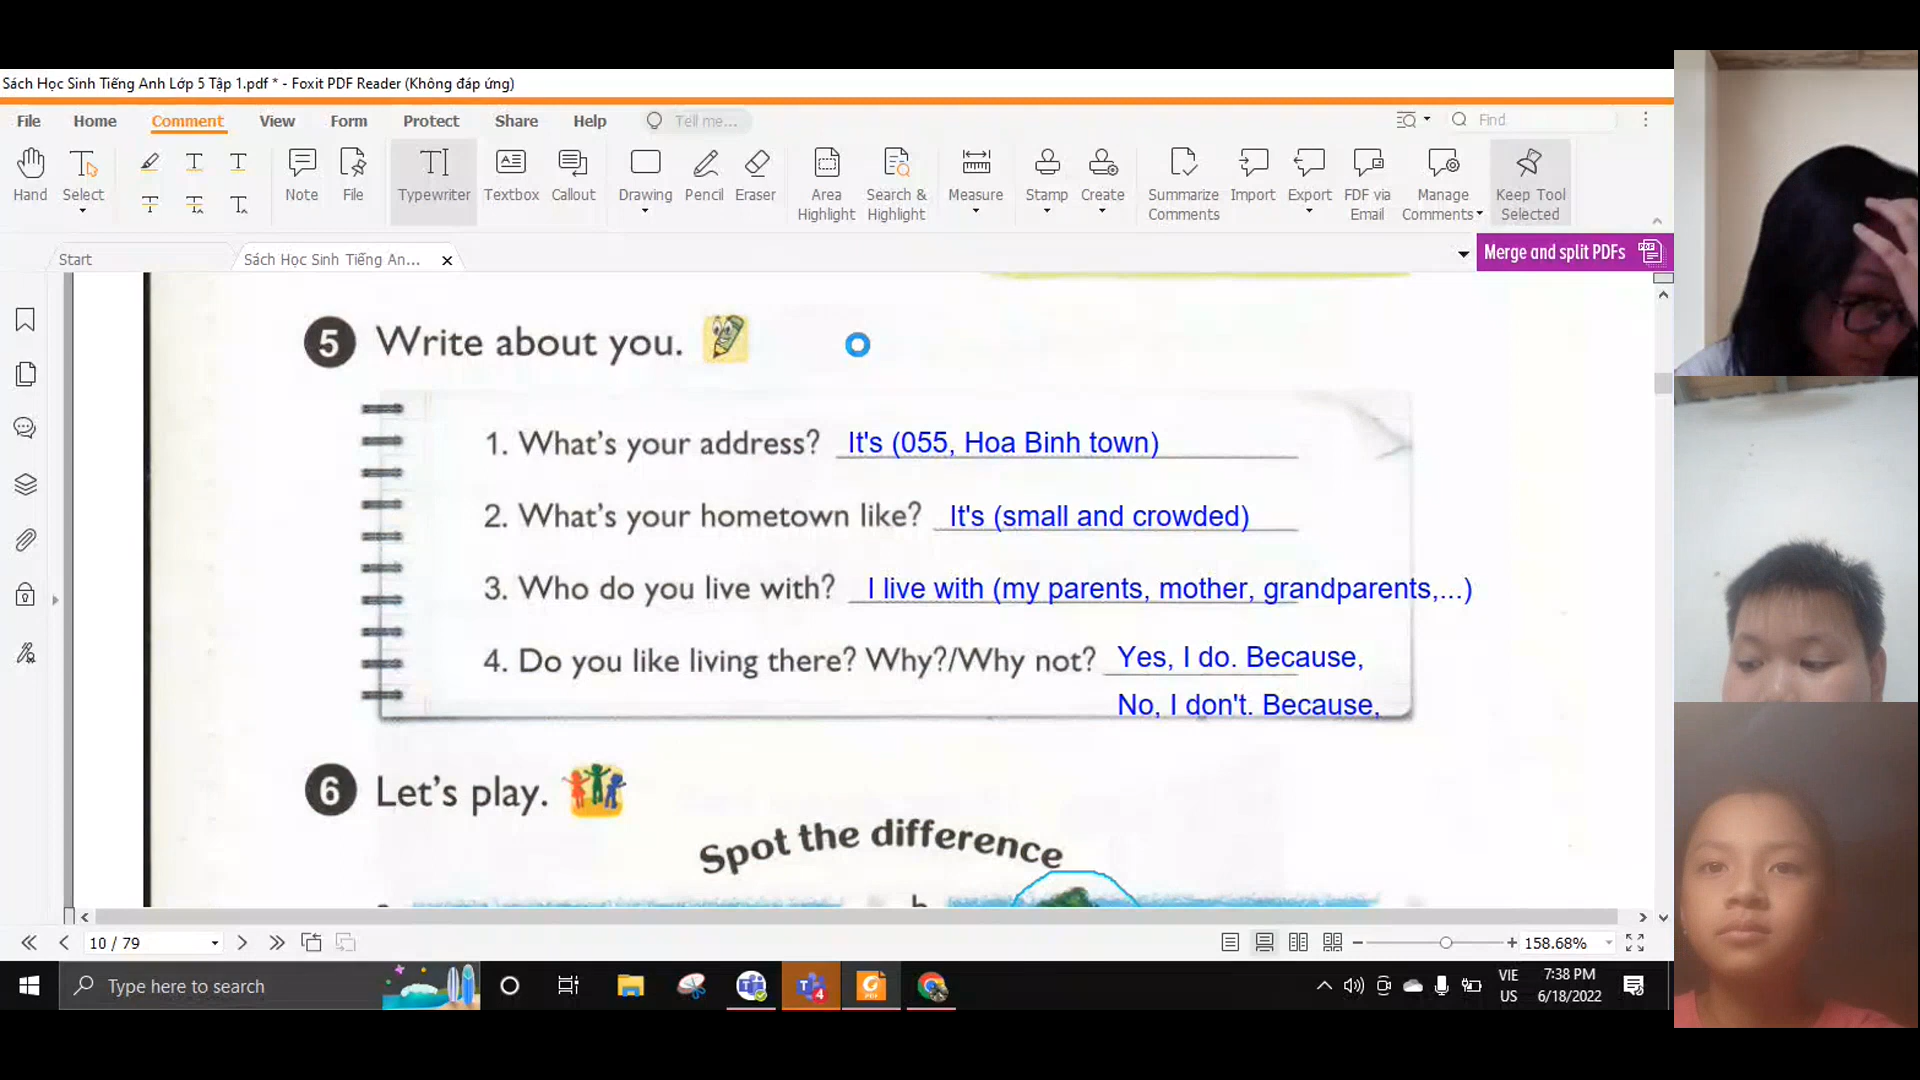 Sách Học Sinh Tiếng Anh Lớp 5 Tập 1.pdf * - Foxit PDF Reader (Không đáp ứng)
File Home Comment View Form Protect Share Help Tell me... Find
Hand Select Note File Typewriter Textbox Callout Drawing Pencil Eraser Area Highlight Search & Highlight Measure Stamp Create Summarize Comments Import Export FDF via Email Manage Comments Keep Tool Selected
Start Sách Học Sinh Tiếng An... Merge and split PDFs
5 Write about you.
1. What's your address? It's (055, Hoa Binh town)
2. What's your hometown like? It's (small and crowded)
3. Who do you live with? I live with (my parents, mother, grandparents,...)
4. Do you like living there? Why?/Why not? Yes, I do. Because,
No, I don't. Because,
6 Let's play.
Spot the difference
10 / 79 158.68%
Type here to search 4 VIE 7:38 PM
US 6/18/2022